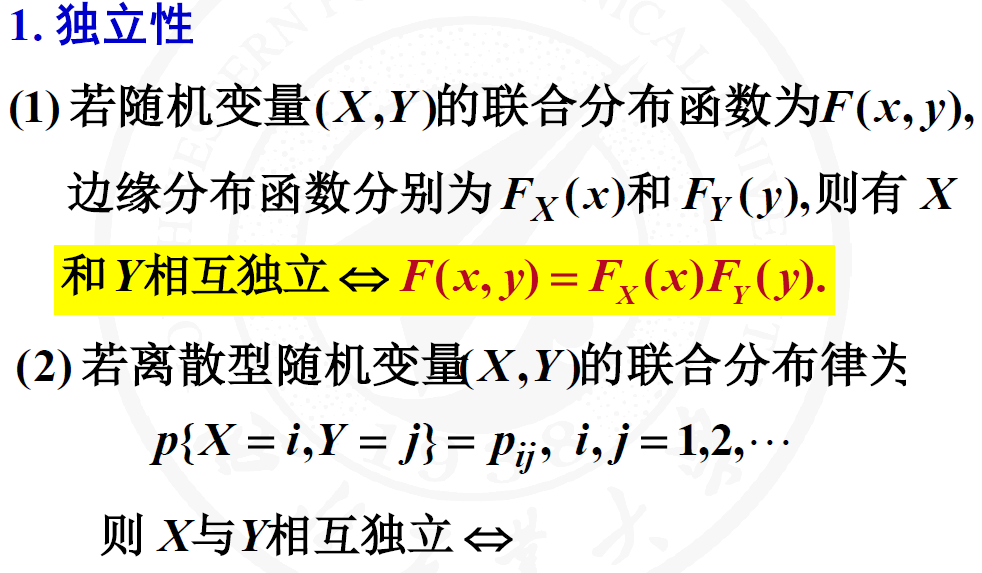 1. 独立性
(1) 若随机变量(X,Y)的联合分布函数为F(x,y),
边缘分布函数分别为 F_X(x)和 F_Y(y),则有 X
和Y相互独立⇔F(x,y)=F_X(x)F_Y(y).
(2) 若离散型随机变量(X,Y)的联合分布律为
p{X=i,Y=j}=p_{ij}, i,j=1,2,⋯
则 X与Y相互独立⇔